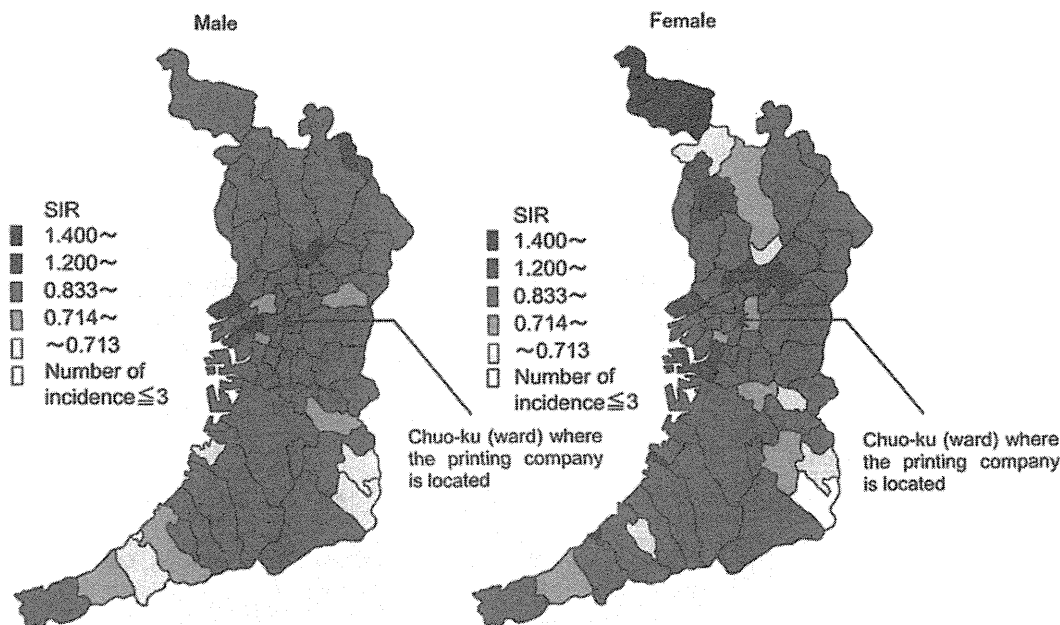 Male
SIR
1.400~
1.200~
0.833~
0.714~
~0.713
Number of
incidence≦3
Chuo-ku (ward) where
the printing company
is located
Female
SIR
1.400~
1.200~
0.833~
0.714~
~0.713
Number of
incidence≦3
Chuo-ku (ward) where
the printing company
is located